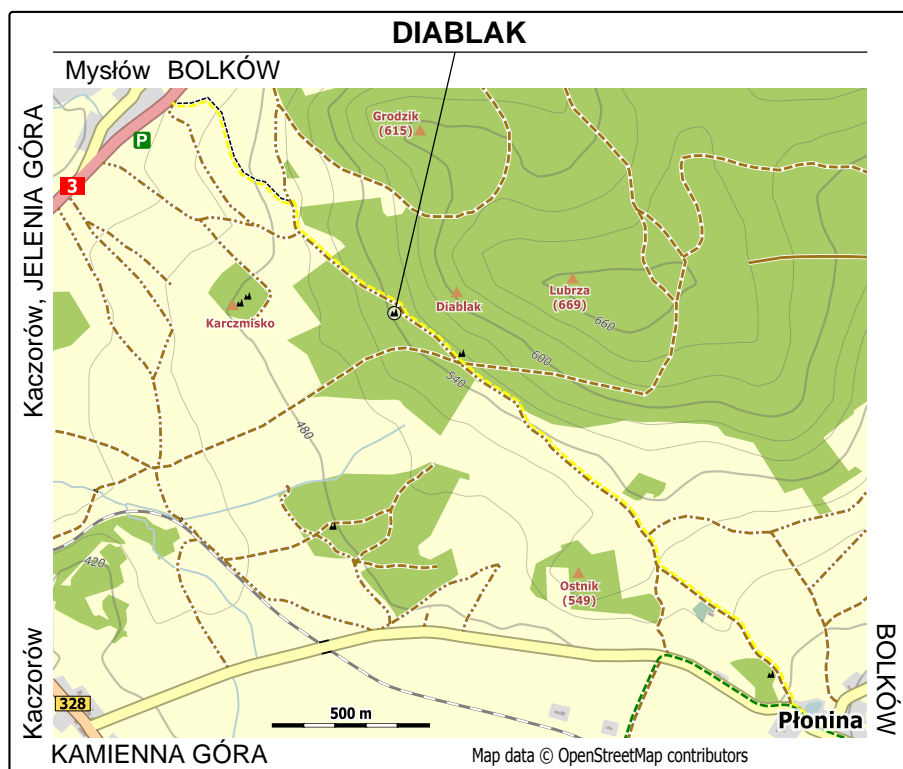 DIABLAK
Mysłów BOLKÓW
Kaczorów, JELENIA GÓRA
P
3
Grodzik
(615)
Karczmisko
Diablak
Lubrza
(669)
660
600
540
480
420
Ostnik
(549)
Kaczorów
328
500 m
Płonina
BOLKÓW
KAMIENNA GÓRA
Map data © OpenStreetMap contributors